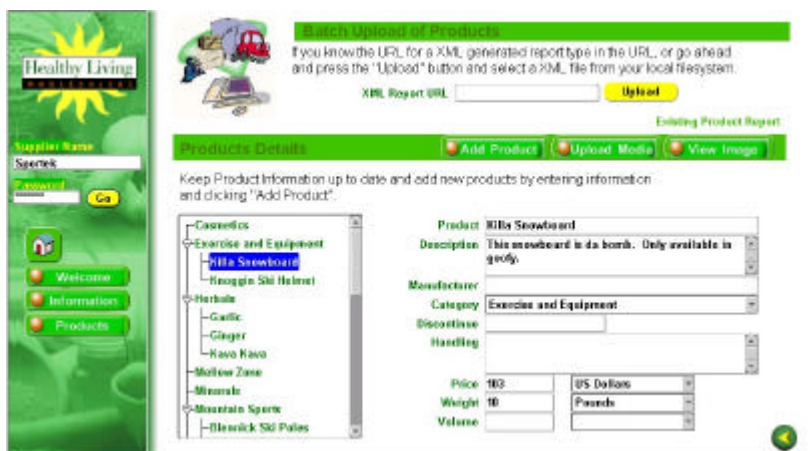 Healthy Living
Supplier Name
Sportek
Password
Go
Welcome
Information
Products
Batch Upload of Products
If you know the URL for a XML generated report type in the URL, or go ahead
and press the "Upload" button and select a XML file from your local filesystem.
XML Report URL
Upload
Existing Product Report
Products Details
Add Product
Upload Media
View Image
Keep Product Information up to date and add new products by entering information
and clicking "Add Product".
Cosmetics
Exercise and Equipment
Killa Snowboard
Knoggin Ski Helmet
Herbals
Garlic
Ginger
Kava Kava
Mellow Zone
Minerals
Mountain Sports
Blennick Ski Poles
Product Killa Snowboard
Description This snowboard is da bomb. Only available in
goofy.
Manufacturer
Category Exercise and Equipment
Discontinue
Handling
Price 103 US Dollars
Weight 10 Pounds
Volume